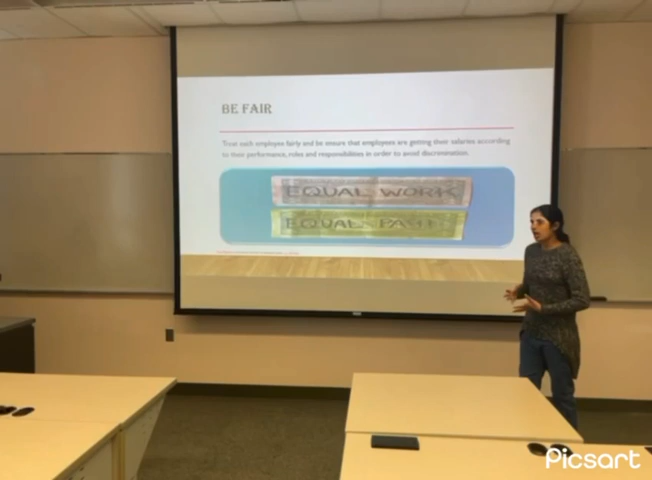 BE FAIR
Treat each employee fairly and be ensure that employees are getting their salaries according
to their performance, roles and responsibilities in order to avoid discrimination.
EQUAL WORK
EQUAL PAY
Picsart